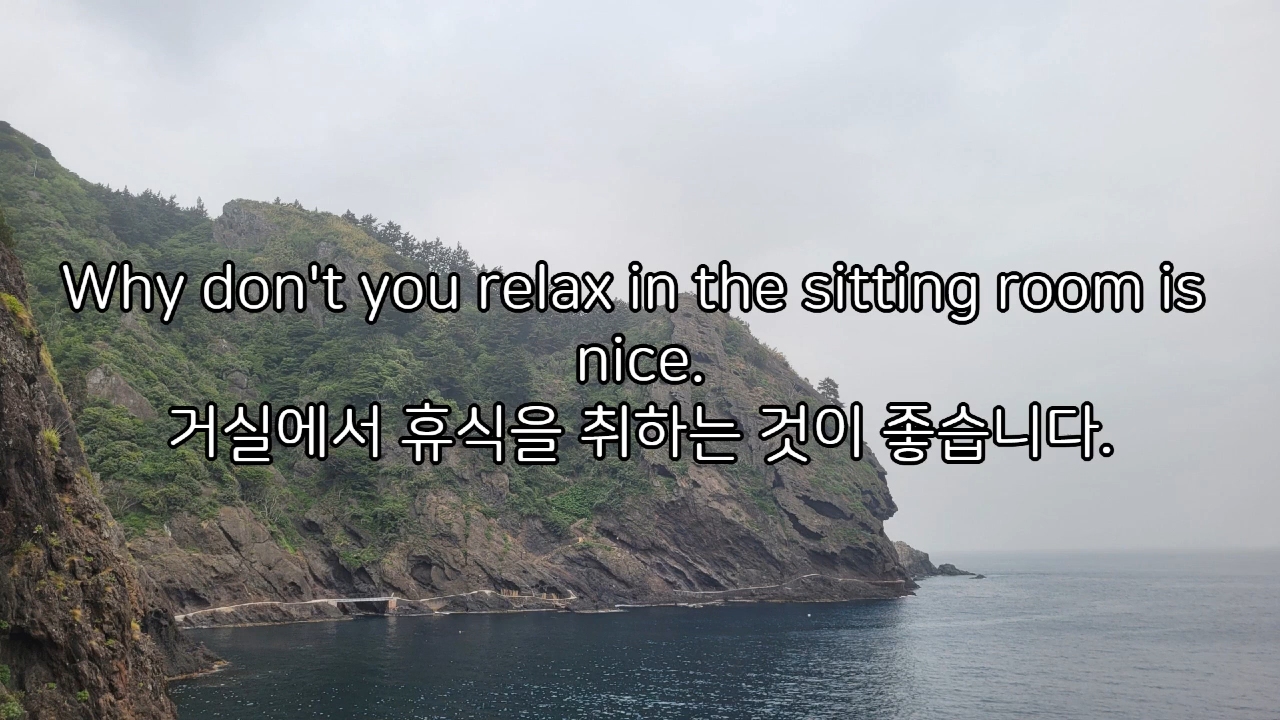 Why don't you relax in the sitting room is
nice.
거실에서 휴식을 취하는 것이 좋습니다.